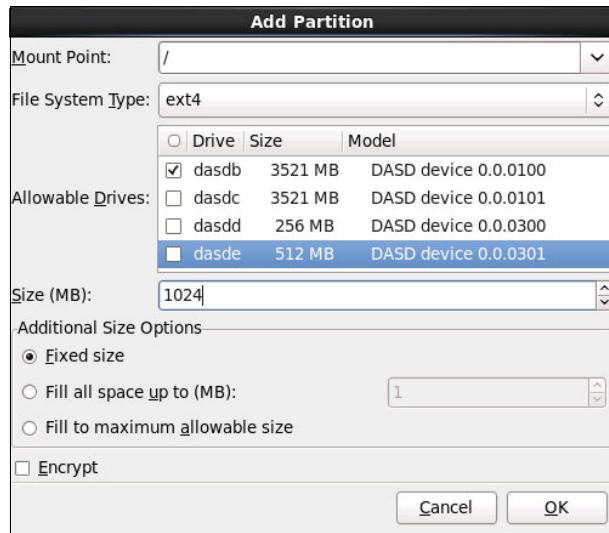 Add Partition
Mount Point: /
File System Type: ext4
Drive Size Model
dasdb 3521 MB DASD device 0.0.0100
Allowable Drives: dasdc 3521 MB DASD device 0.0.0101
dasdd 256 MB DASD device 0.0.0300
dasde 512 MB DASD device 0.0.0301
Size (MB): 1024
Additional Size Options
Fixed size
Fill all space up to (MB): 1
Fill to maximum allowable size
Encrypt
Cancel OK